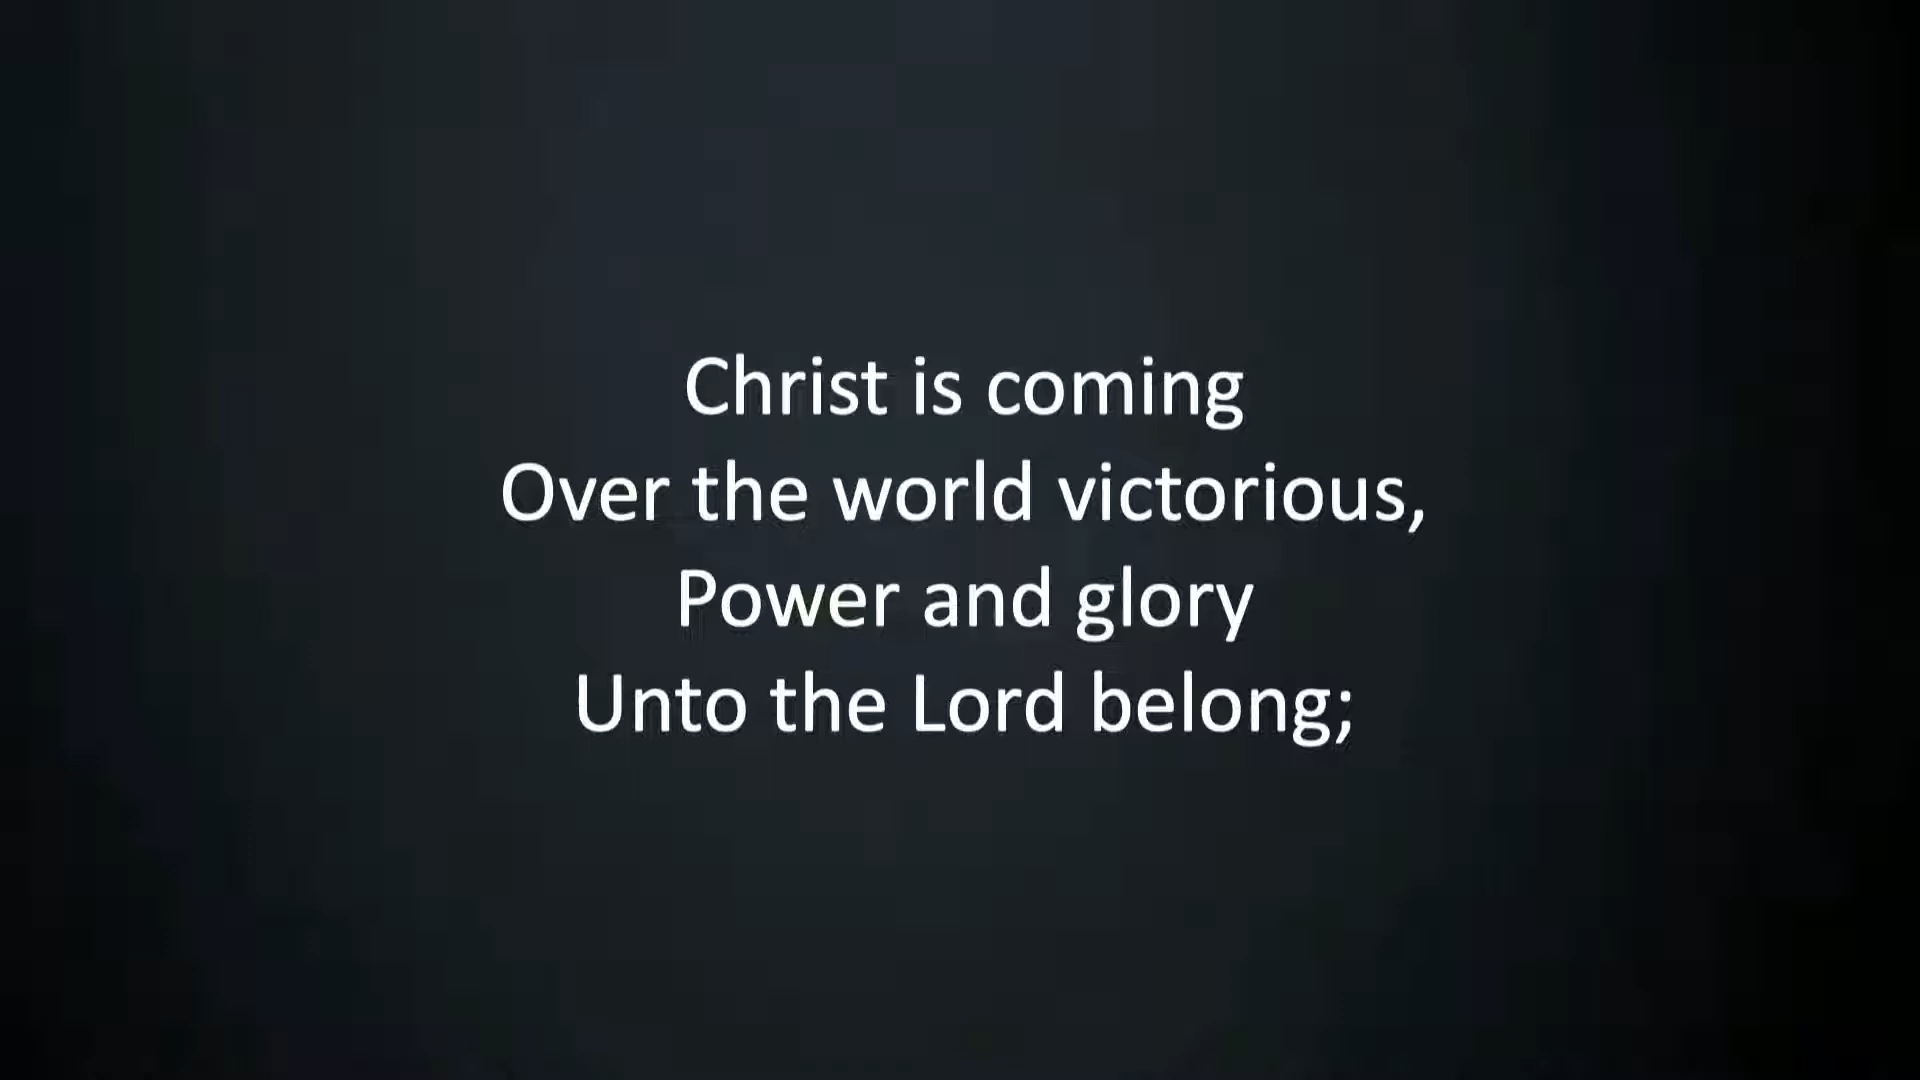 Christ is coming
Over the world victorious,
Power and glory
Unto the Lord belong;